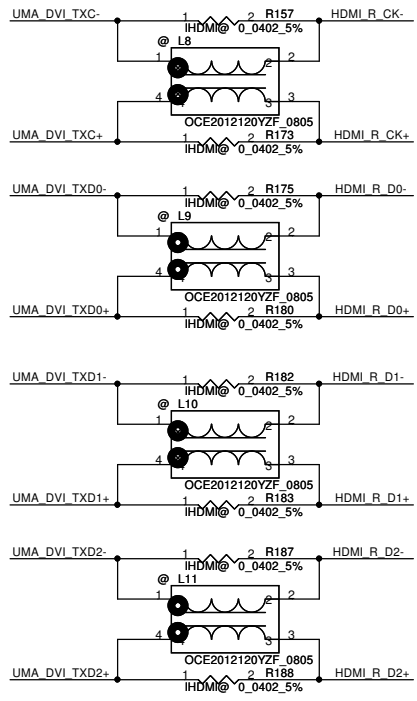 UMA_DVI_TXC- 1 2 R157 HDMI_R_CK-
IHDMI@ 0_0402_5%
@ L8
1 2 2
4 3 3
OCE2012120YZF_0805
UMA_DVI_TXC+ 1 2 R173 HDMI_R_CK+
IHDMI@ 0_0402_5%
UMA_DVI_TXD0- 1 2 R175 HDMI_R_D0-
IHDMI@ 0_0402_5%
@ L9
1 2 2
4 3 3
OCE2012120YZF_0805
UMA_DVI_TXD0+ 1 2 R180 HDMI_R_D0+
IHDMI@ 0_0402_5%
UMA_DVI_TXD1- 1 2 R182 HDMI_R_D1-
IHDMI@ 0_0402_5%
@ L10
1 2 2
4 3 3
OCE2012120YZF_0805
UMA_DVI_TXD1+ 1 2 R183 HDMI_R_D1+
IHDMI@ 0_0402_5%
UMA_DVI_TXD2- 1 2 R187 HDMI_R_D2-
IHDMI@ 0_0402_5%
@ L11
1 2 2
4 3 3
OCE2012120YZF_0805
UMA_DVI_TXD2+ 1 2 R188 HDMI_R_D2+
IHDMI@ 0_0402_5%